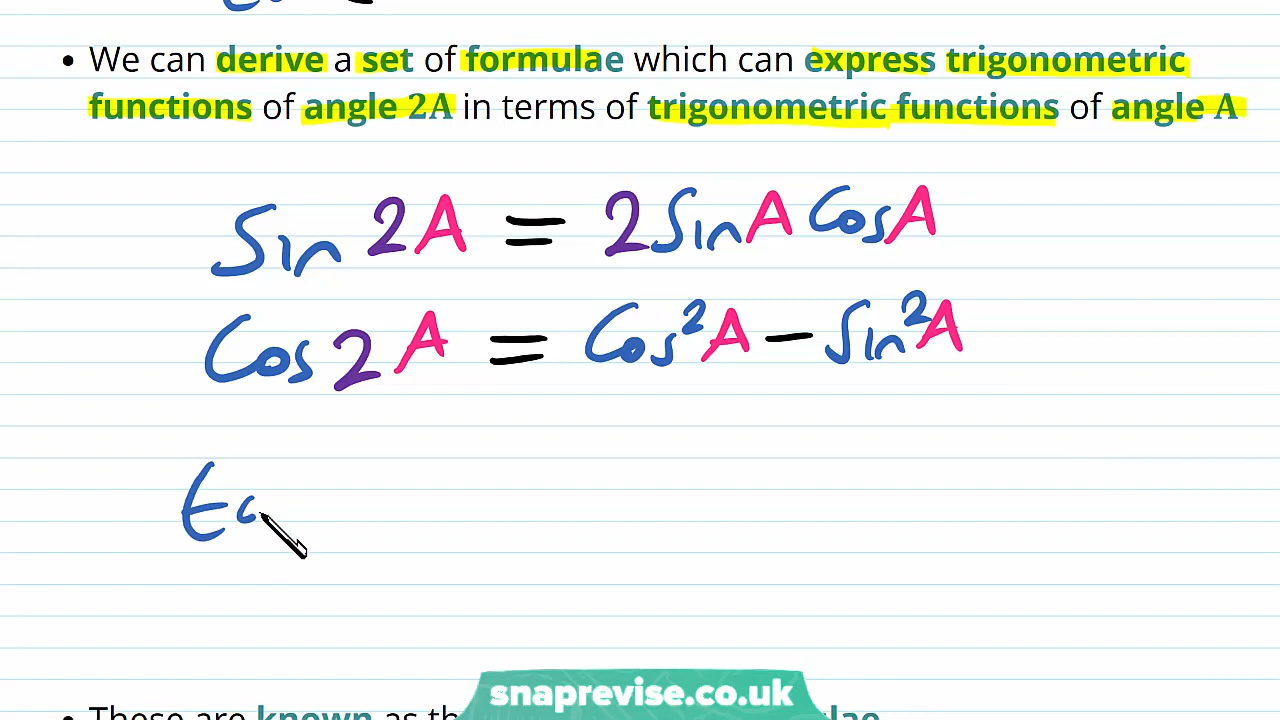 • We can derive a set of formulae which can express trigonometric
functions of angle 2A in terms of trigonometric functions of angle A
Sin 2A = 2SinA CosA
Cos 2A = Cos²A - Sin²A
snaprevise.co.uk
• These are known as th